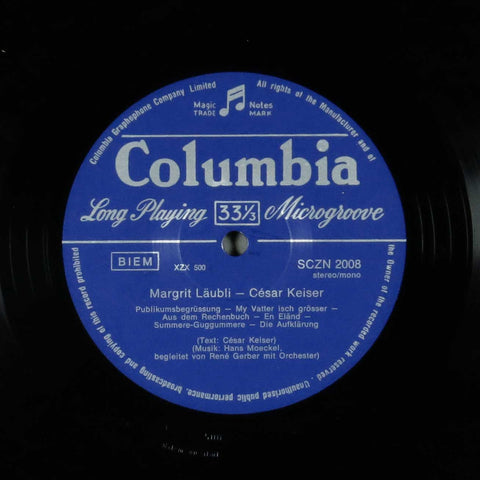 Columbia Graphophone Company Limited
All rights of the Manufacturer and of
the Owner of the recorded work reserved.
Unauthorised public performance,
broadcasting and copying of this record prohibited
Magic Notes
TRADE MARK
Columbia
Long Playing 33⅓ Microgroove
BIEM
XZX 500
SCZN 2008
stereo/mono
Margrit Läubli — César Keiser
Publikumsbegrüssung — My Vatter isch grösser —
Aus dem Rechenbuch — En Eländ —
Summere-Guggummere — Die Aufklärung
(Text: César Keiser)
(Musik: Hans Moeckel,
begleitet von René Gerber mit Orchester)